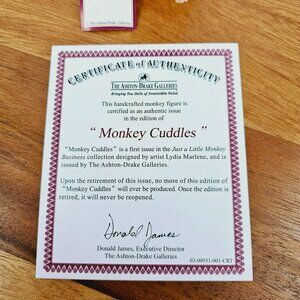 The Ashton-Drake Galleries
CERTIFICATE of AUTHENTICITY
THE ASHTON-DRAKE GALLERIES
Bringing You Dolls of Irresistible Value
This handcrafted monkey figure is
certified as an authentic issue
in the edition of
“ Monkey Cuddles ”
“Monkey Cuddles” is a first issue in the Just a Little Monkey
Business collection designed by artist Lydia Marlene, and is
issued by The Ashton-Drake Galleries.
Upon the retirement of this issue, no more of this edition of
“Monkey Cuddles” will ever be produced. Once the edition is
retired, it will never be reopened.
Donald James
Donald James, Executive Director
The Ashton-Drake Galleries
03-00931-001-CRT